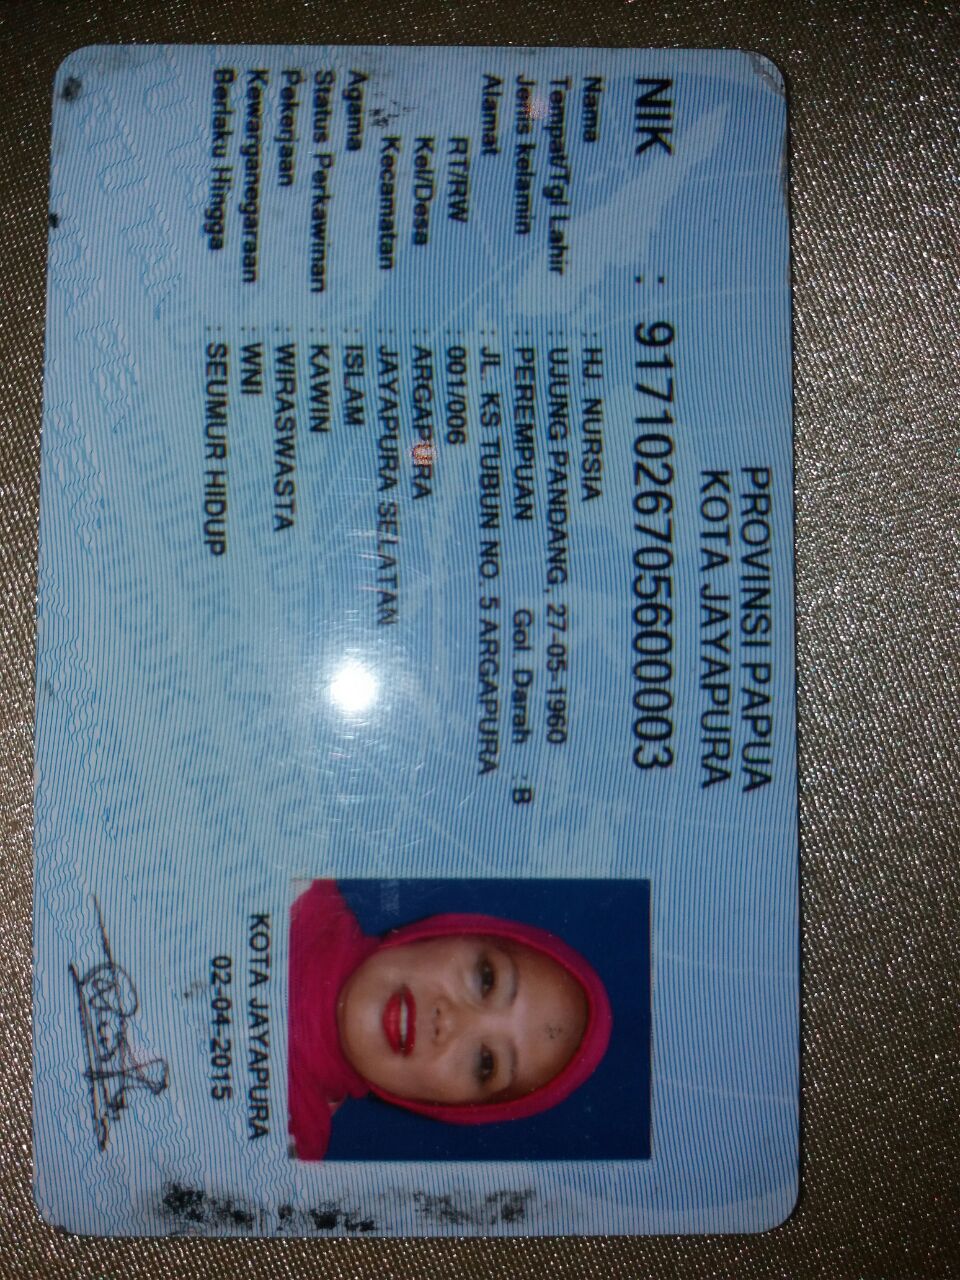 PROVINSI PAPUA
KOTA JAYAPURA
NIK : 9171026705600003
Nama : HJ. NURSIA
Tempat/Tgl Lahir : UJUNG PANDANG, 27-05-1960
Jenis kelamin : PEREMPUAN Gol. Darah : B
Alamat : JL. KS TUBUN NO. 5 ARGAPURA
RT/RW : 001/006
Kel/Desa : ARGAPURA
Kecamatan : JAYAPURA SELATAN
Agama : ISLAM
Status Perkawinan : KAWIN
Pekerjaan : WIRASWASTA
Kewarganegaraan : WNI
Berlaku Hingga : SEUMUR HIDUP
KOTA JAYAPURA
02-04-2015